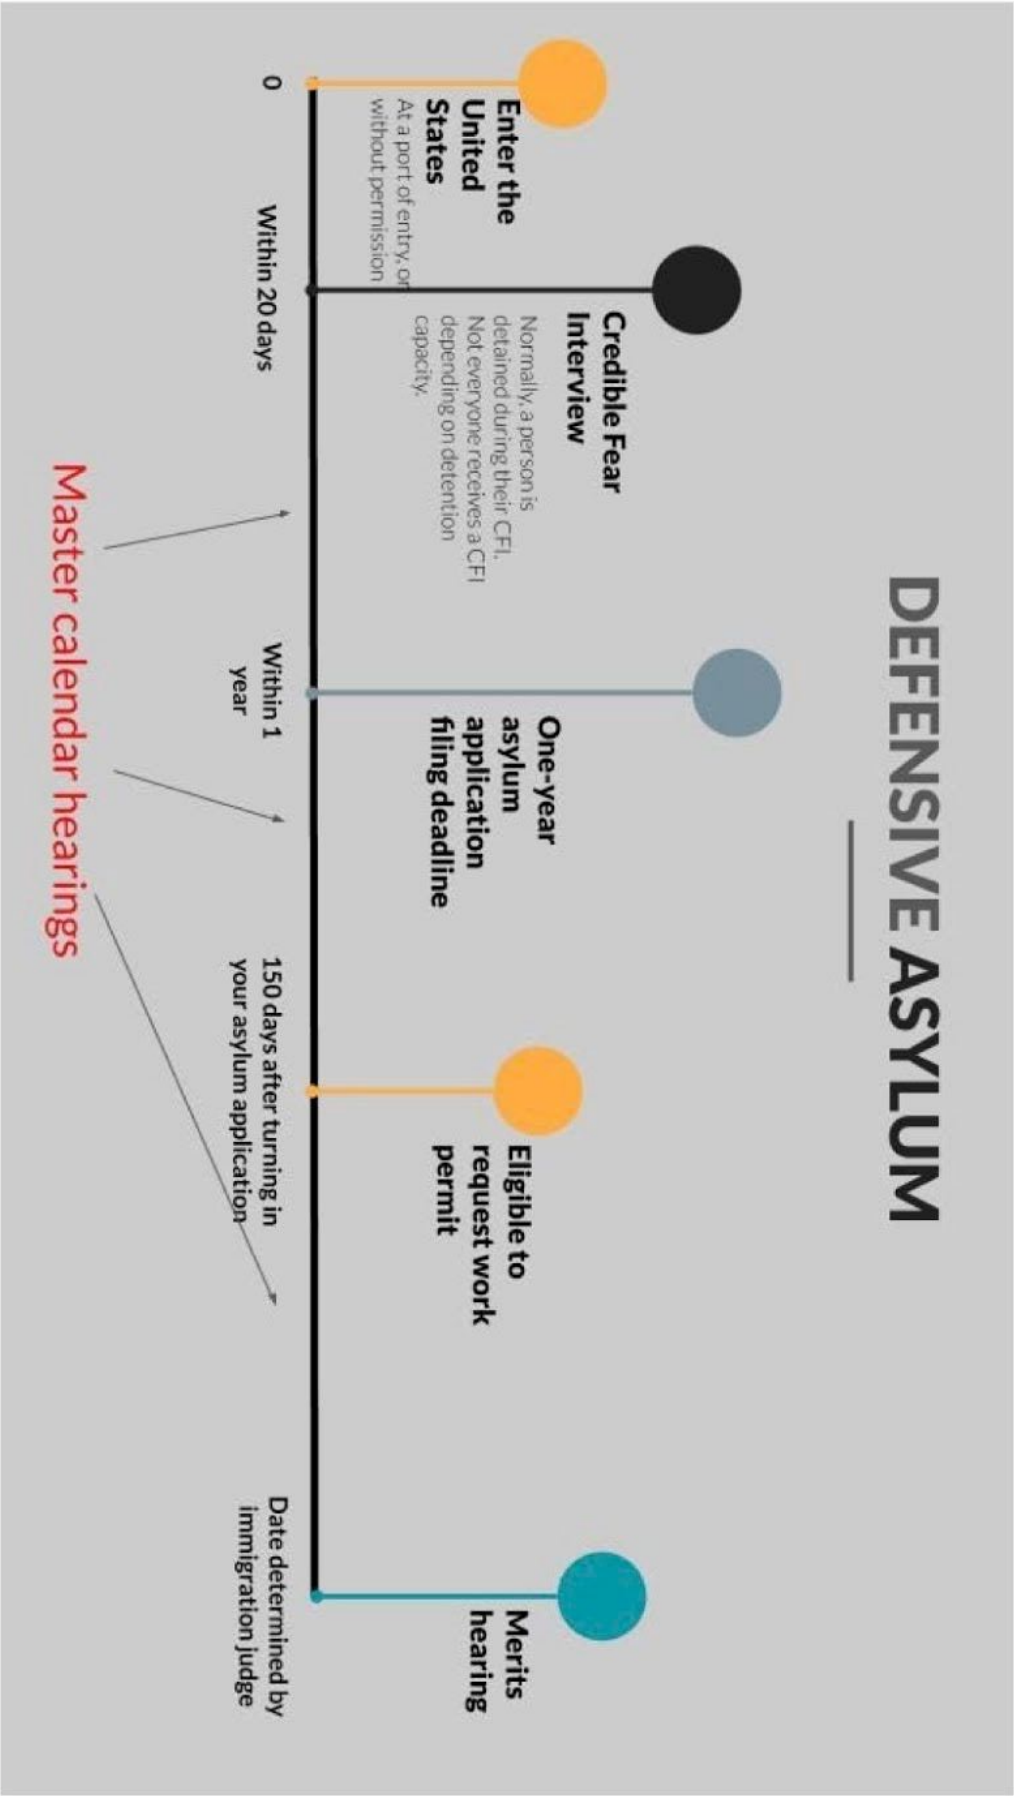 DEFENSIVE ASYLUM
Enter the
United
States
At a port of entry, or
without permission
0
Credible Fear
Interview
Normally, a person is
detained during their CFI.
Not everyone receives a CFI
depending on detention
capacity.
Within 20 days
One-year
asylum
application
filing deadline
Within 1
year
Eligible to
request work
permit
150 days after turning in
your asylum application
Merits
hearing
Date determined by
immigration judge
Master calendar hearings